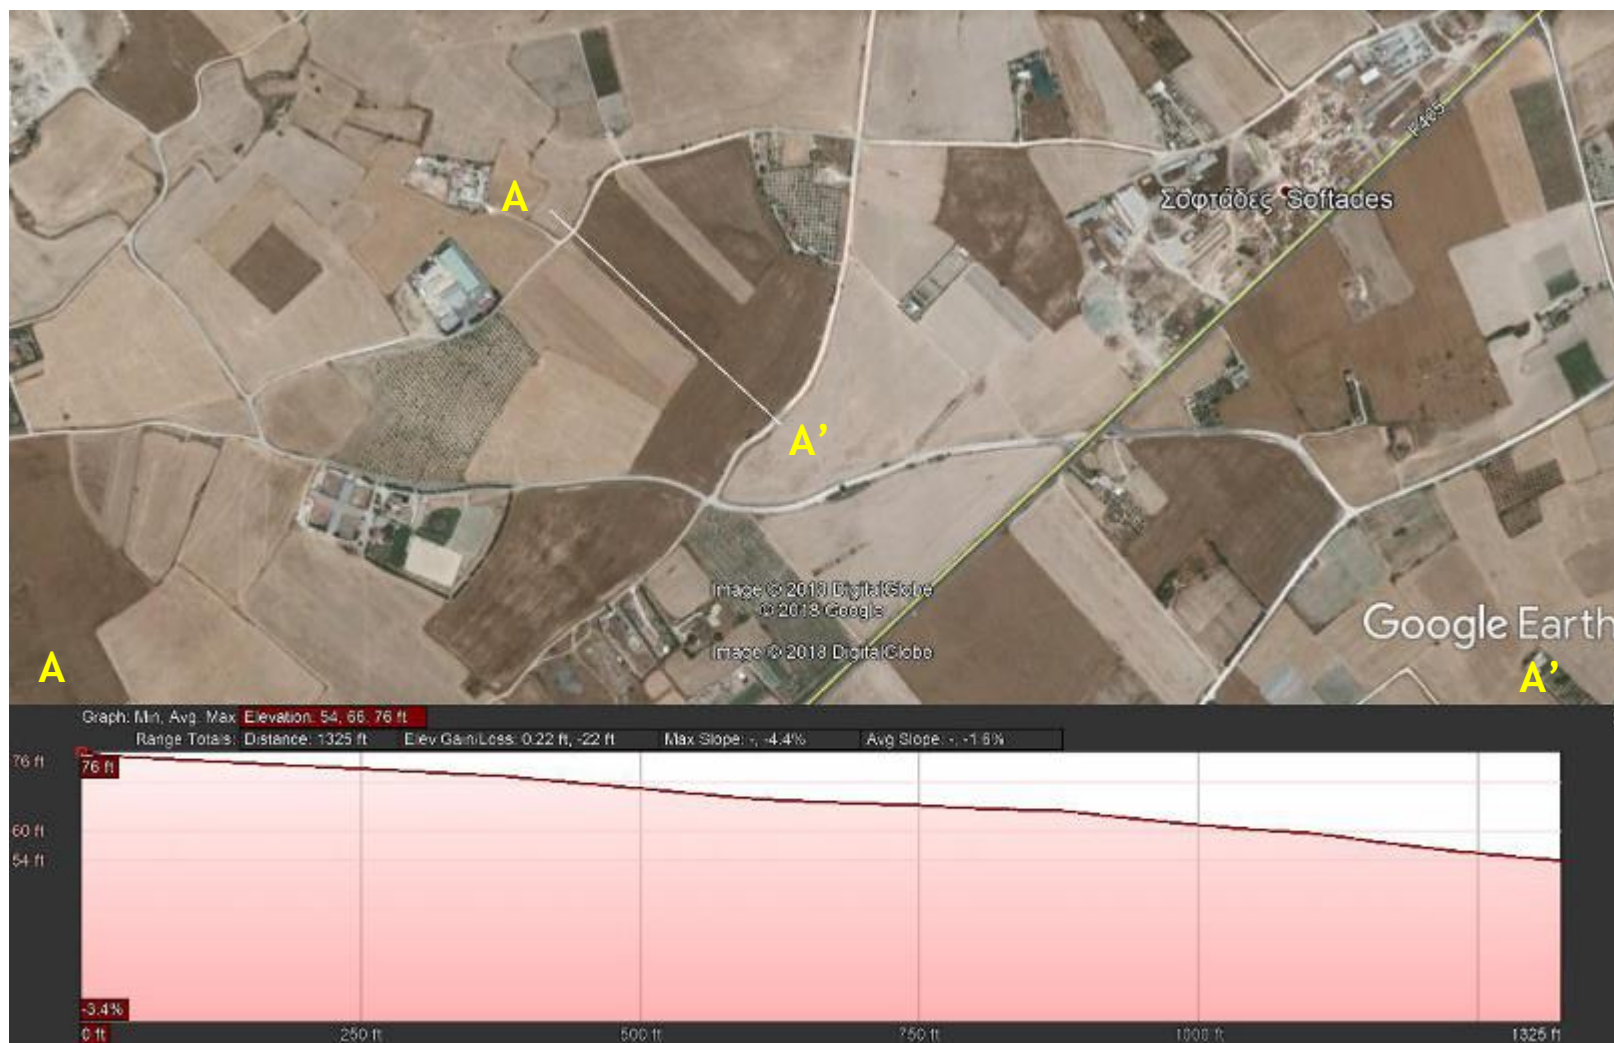 A
F405
Σοφτάδες Softades
A’
Image © 2018 DigitalGlobe
© 2018 Google
Image © 2018 DigitalGlobe
Google Earth
A
A’
Graph: Min, Avg, Max Elevation: 54, 66, 76 ft
Range Totals: Distance: 1325 ft Elev Gain/Loss: 0.22 ft, -22 ft Max Slope: -, -4.4% Avg Slope: -, -1.6%
76 ft
76 ft
60 ft
54 ft
-3.4%
0 ft 250 ft 500 ft 750 ft 1000 ft 1325 ft